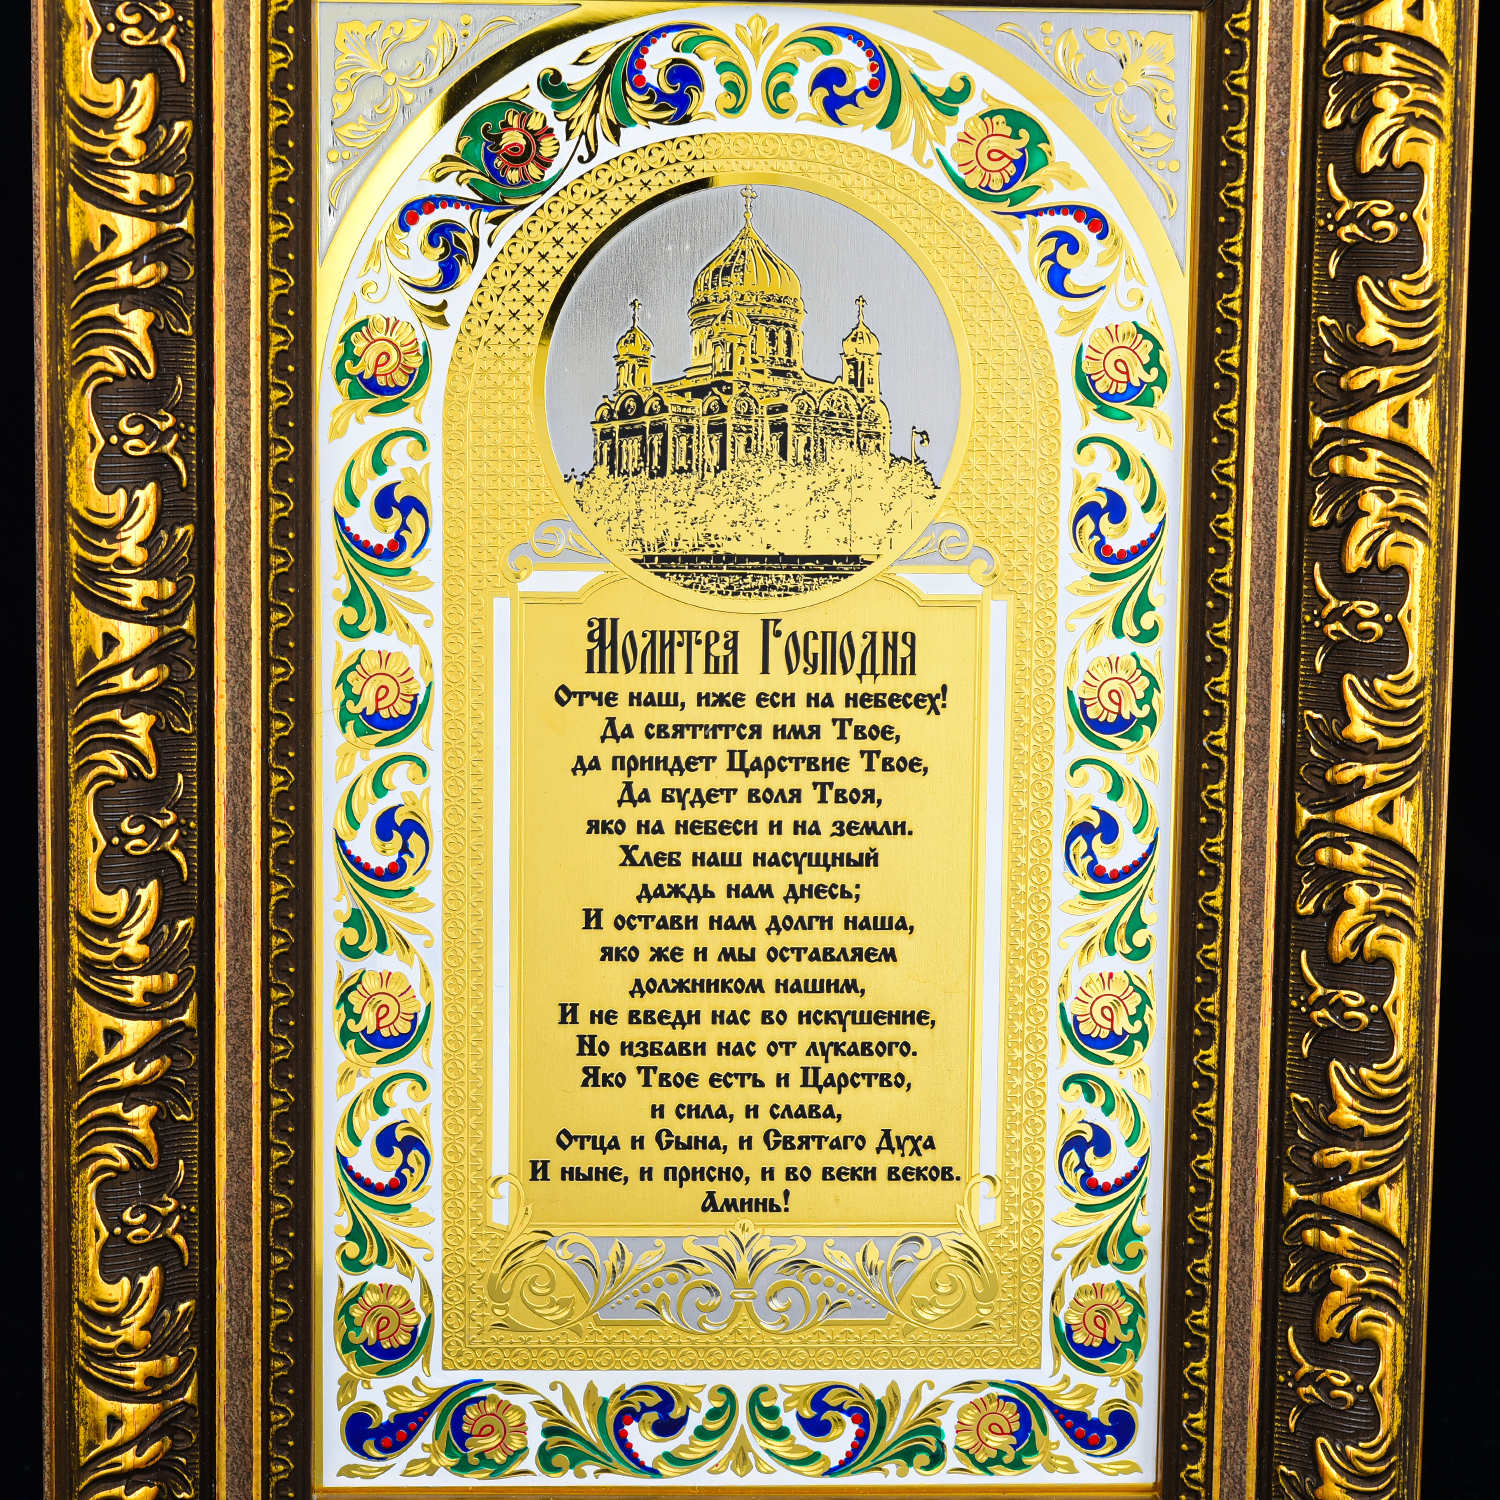 Молитва Господня
Отче наш, иже еси на небесех!
Да святится имя Твое,
да приидет Царствие Твое,
Да будет воля Твоя,
яко на небеси и на земли.
Хлеб наш насущный
даждь нам днесь;
И остави нам долги наша,
яко же и мы оставляем
должником нашим,
И не введи нас во искушение,
Но избави нас от лукавого.
Яко Твое есть и Царство,
и сила, и слава,
Отца и Сына, и Святаго Духа
И ныне, и присно, и во веки веков.
Аминь!